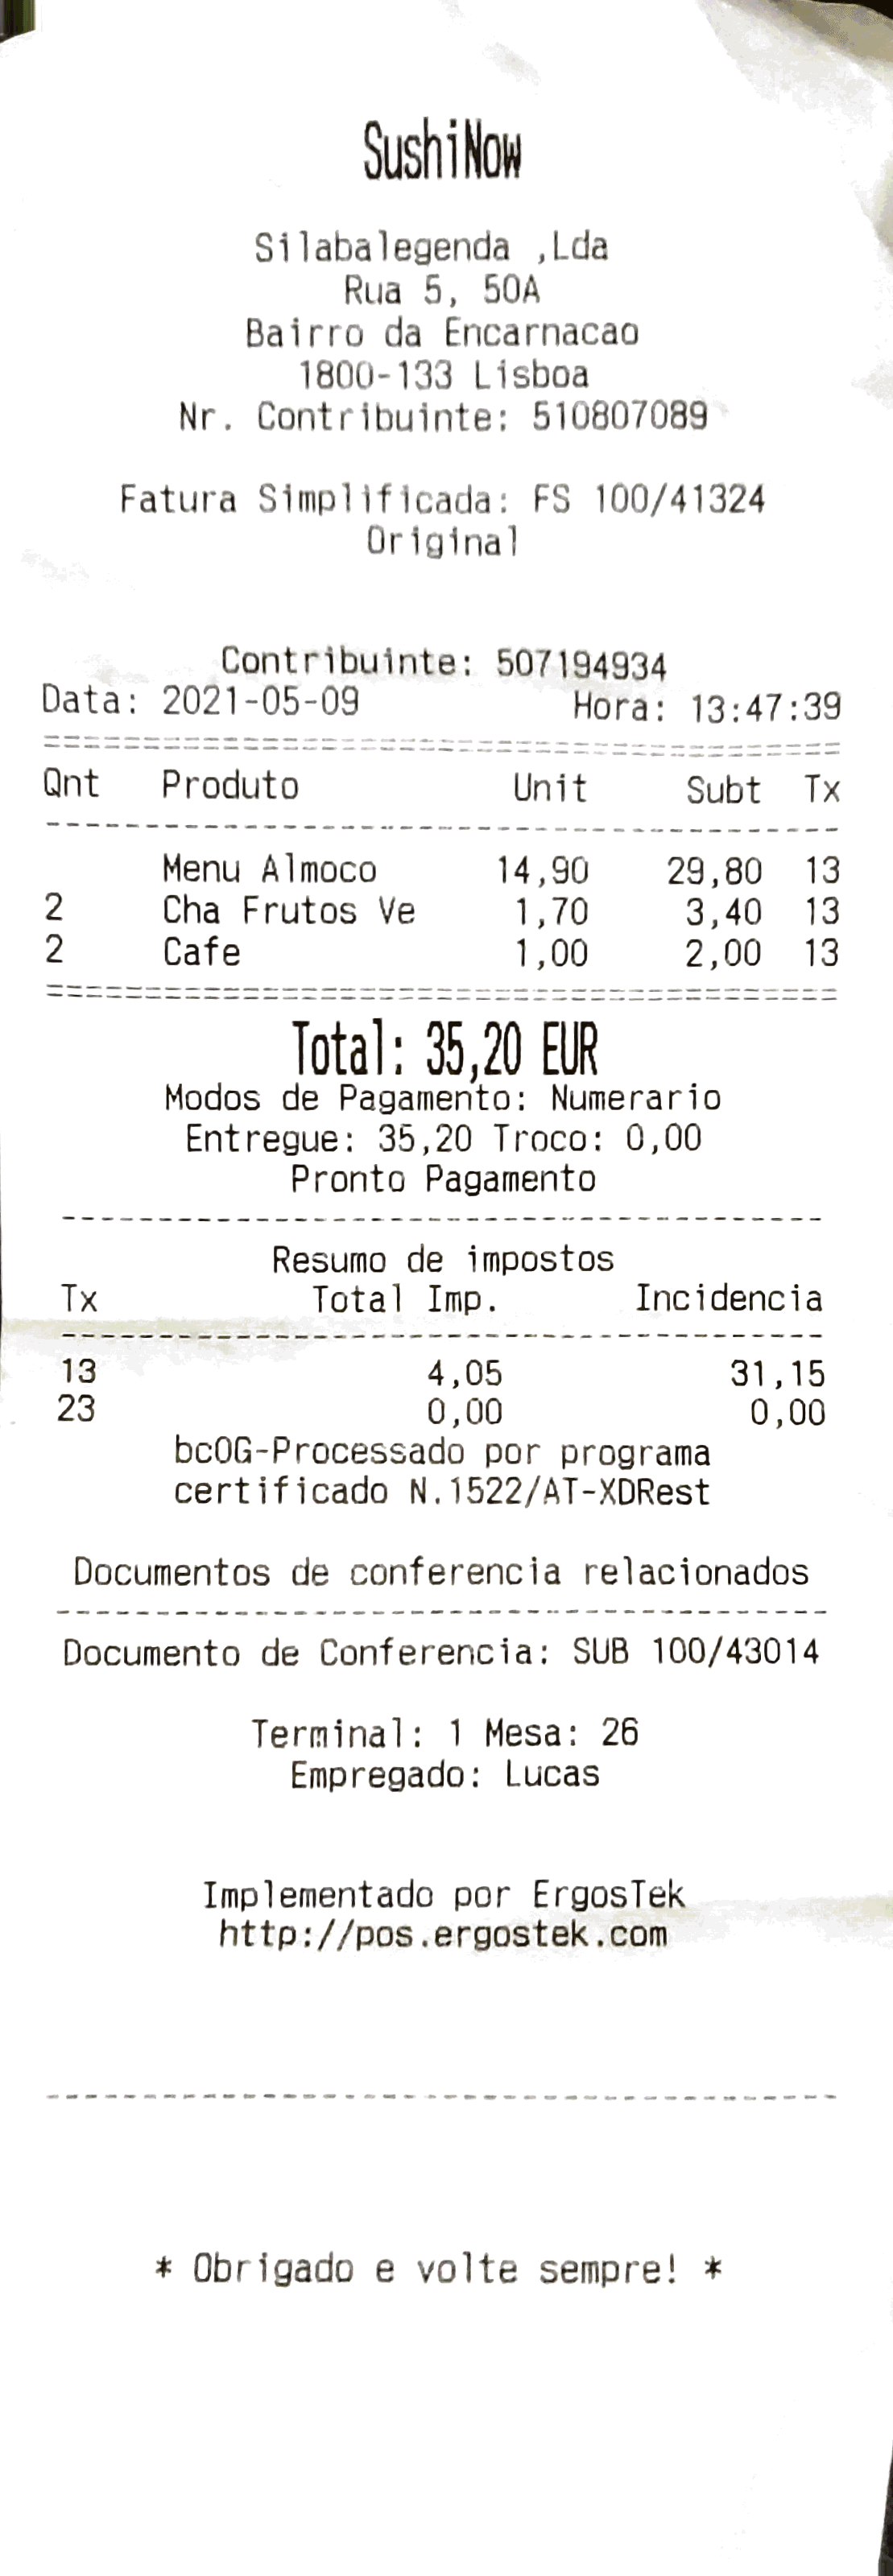 SushiNow
Silabalegenda ,Lda
Rua 5, 50A
Bairro da Encarnacao
1800-133 Lisboa
Nr. Contribuinte: 510807089
Fatura Simplificada: FS 100/41324
Original
Contribuinte: 507194934
Data: 2021-05-09 Hora: 13:47:39
Qnt Produto Unit Subt Tx
Menu Almoco 14,90 29,80 13
2 Cha Frutos Ve 1,70 3,40 13
2 Cafe 1,00 2,00 13
Total: 35,20 EUR
Modos de Pagamento: Numerario
Entregue: 35,20 Troco: 0,00
Pronto Pagamento
Resumo de impostos
Tx Total Imp. Incidencia
13 4,05 31,15
23 0,00 0,00
bcOG-Processado por programa
certificado N.1522/AT-XDRest
Documentos de conferencia relacionados
Documento de Conferencia: SUB 100/43014
Terminal: 1 Mesa: 26
Empregado: Lucas
Implementado por ErgosTek
http://pos.ergostek.com
* Obrigado e volte sempre! *